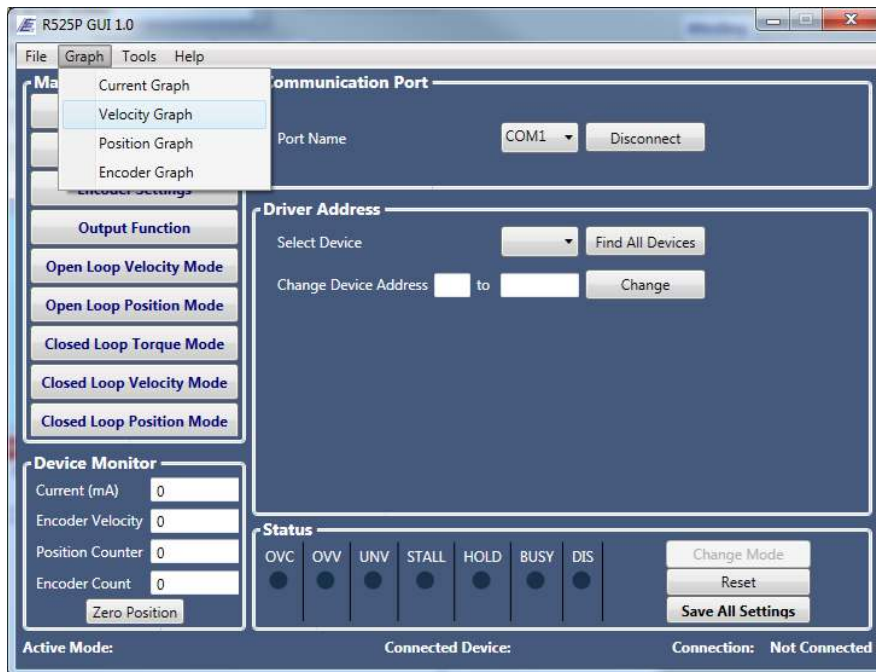 R525P GUI 1.0
File Graph Tools Help
Current Graph
Velocity Graph
Position Graph
Encoder Graph
Ma
Encoder Settings
Output Function
Open Loop Velocity Mode
Open Loop Position Mode
Closed Loop Torque Mode
Closed Loop Velocity Mode
Closed Loop Position Mode
ommunication Port
Port Name COM1 Disconnect
Driver Address
Select Device Find All Devices
Change Device Address to Change
Device Monitor
Current (mA) 0
Encoder Velocity 0
Position Counter 0
Encoder Count 0
Zero Position
Status
OVC OVV UNV STALL HOLD BUSY DIS
Change Mode
Reset
Save All Settings
Active Mode: Connected Device: Connection: Not Connected